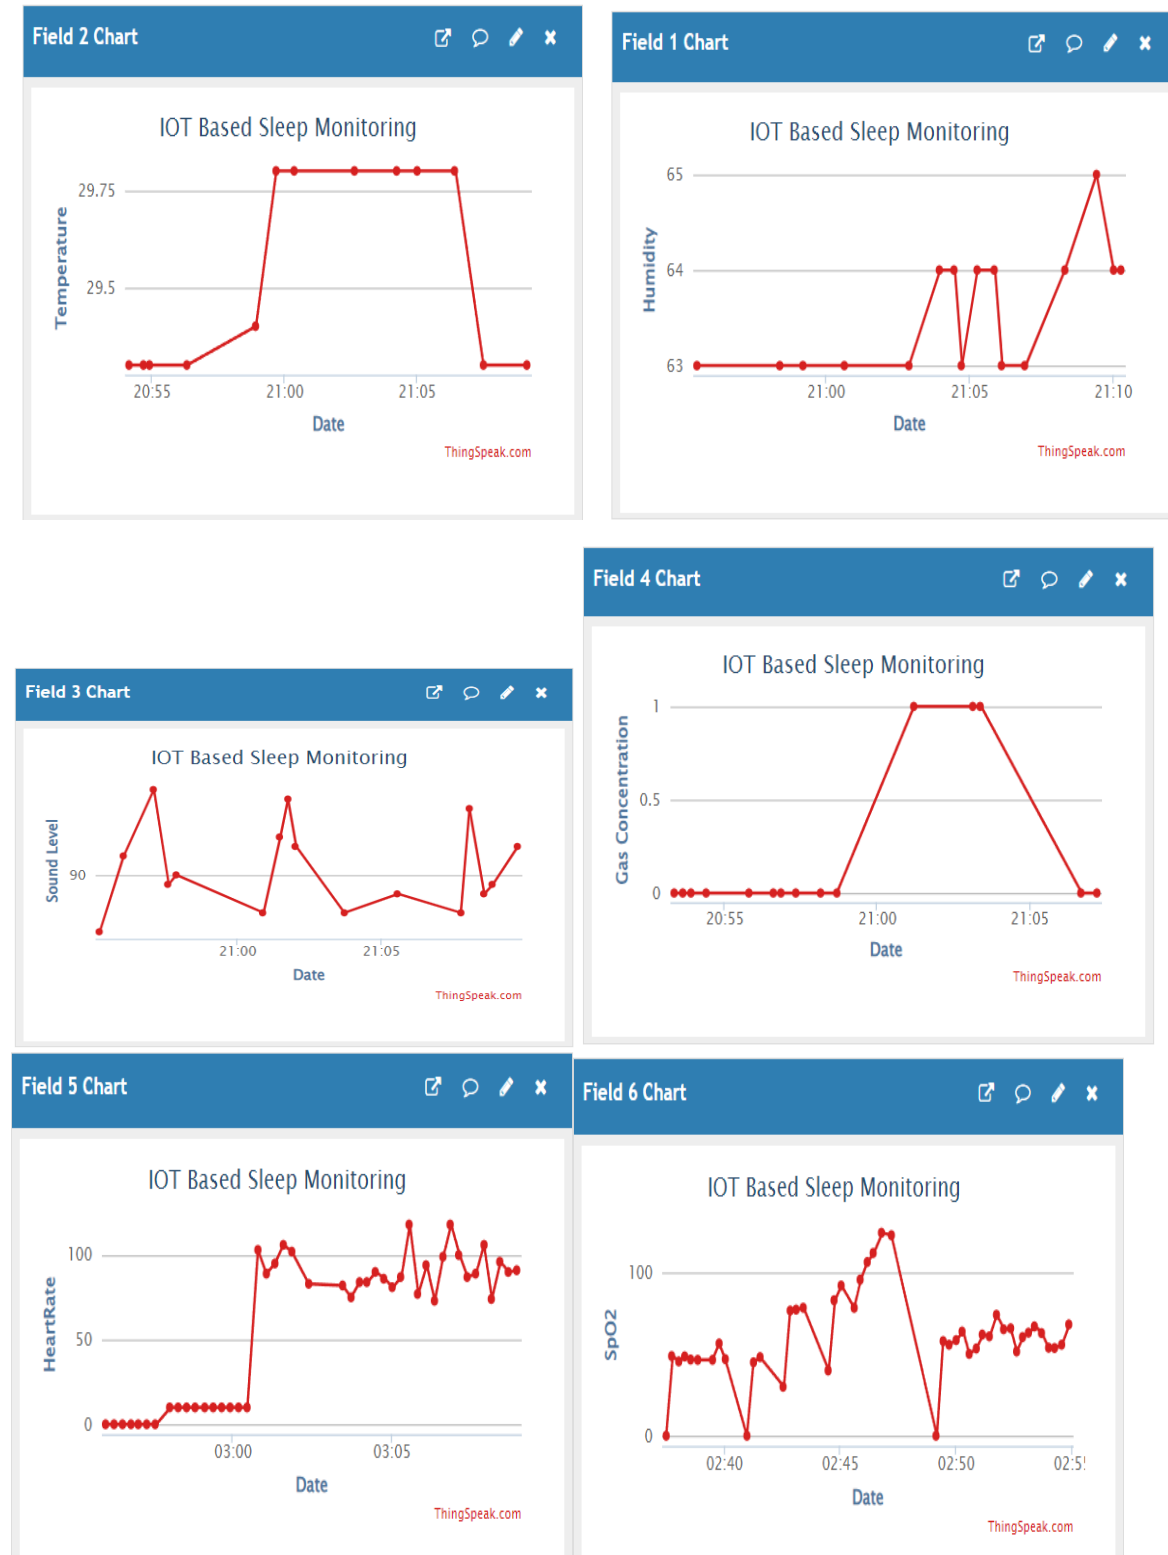 Field 2 Chart
IOT Based Sleep Monitoring
Temperature
29.75
29.5
20:55 21:00 21:05
Date
ThingSpeak.com
Field 1 Chart
IOT Based Sleep Monitoring
Humidity
65
64
63
21:00 21:05 21:10
Date
ThingSpeak.com
Field 3 Chart
IOT Based Sleep Monitoring
Sound Level
90
21:00 21:05
Date
ThingSpeak.com
Field 4 Chart
IOT Based Sleep Monitoring
Gas Concentration
1
0.5
0
20:55 21:00 21:05
Date
ThingSpeak.com
Field 5 Chart
IOT Based Sleep Monitoring
HeartRate
100
50
0
03:00 03:05
Date
ThingSpeak.com
Field 6 Chart
IOT Based Sleep Monitoring
SpO2
100
0
02:40 02:45 02:50
Date
ThingSpeak.com